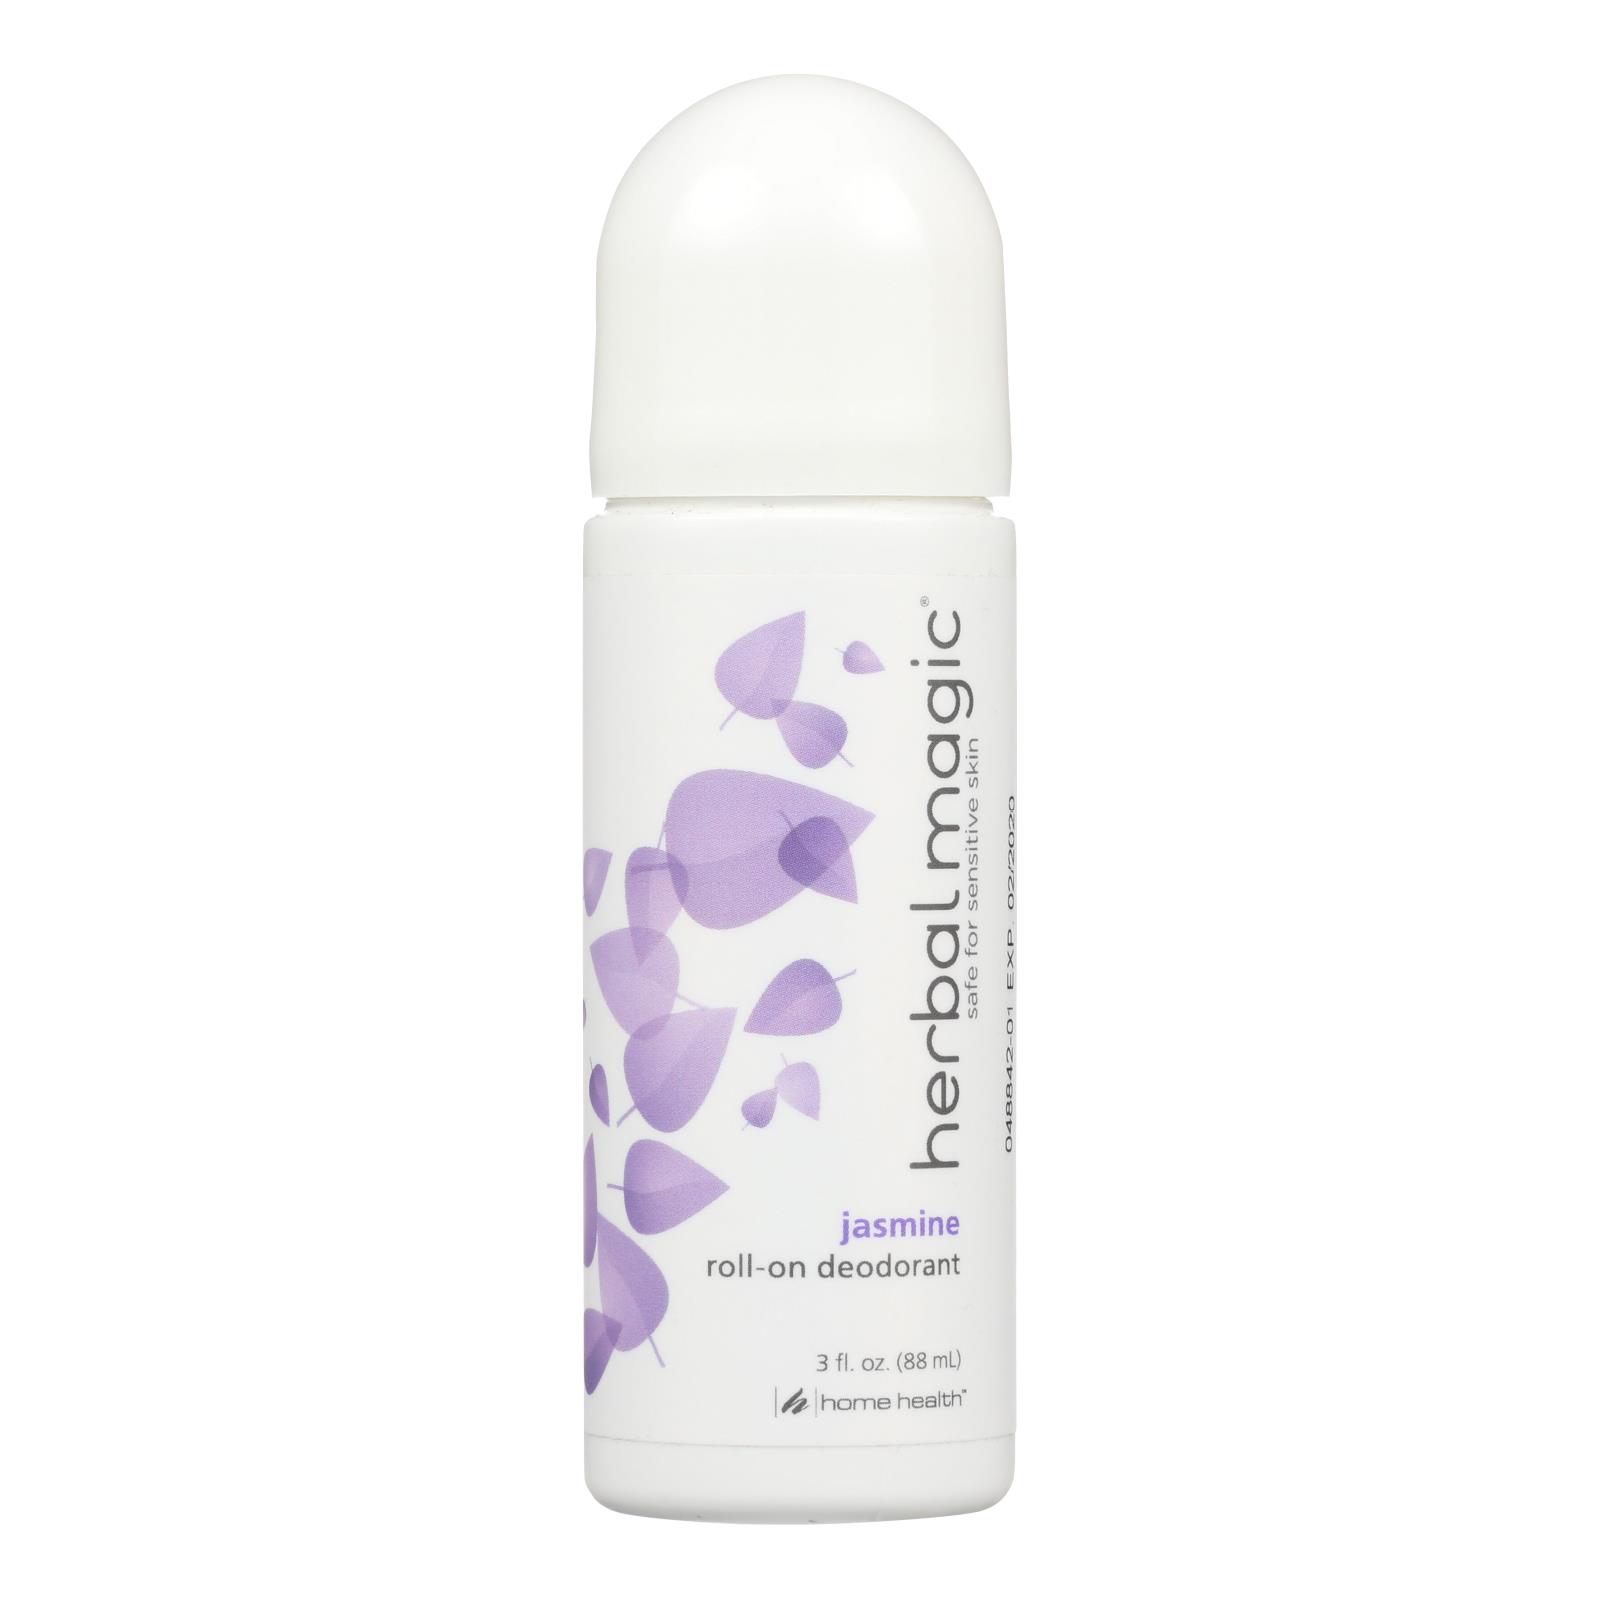 herbal magic®
safe for sensitive skin
048842-01 EXP. 02/2020
jasmine
roll-on deodorant
3 fl. oz. (88 mL)
h home health™